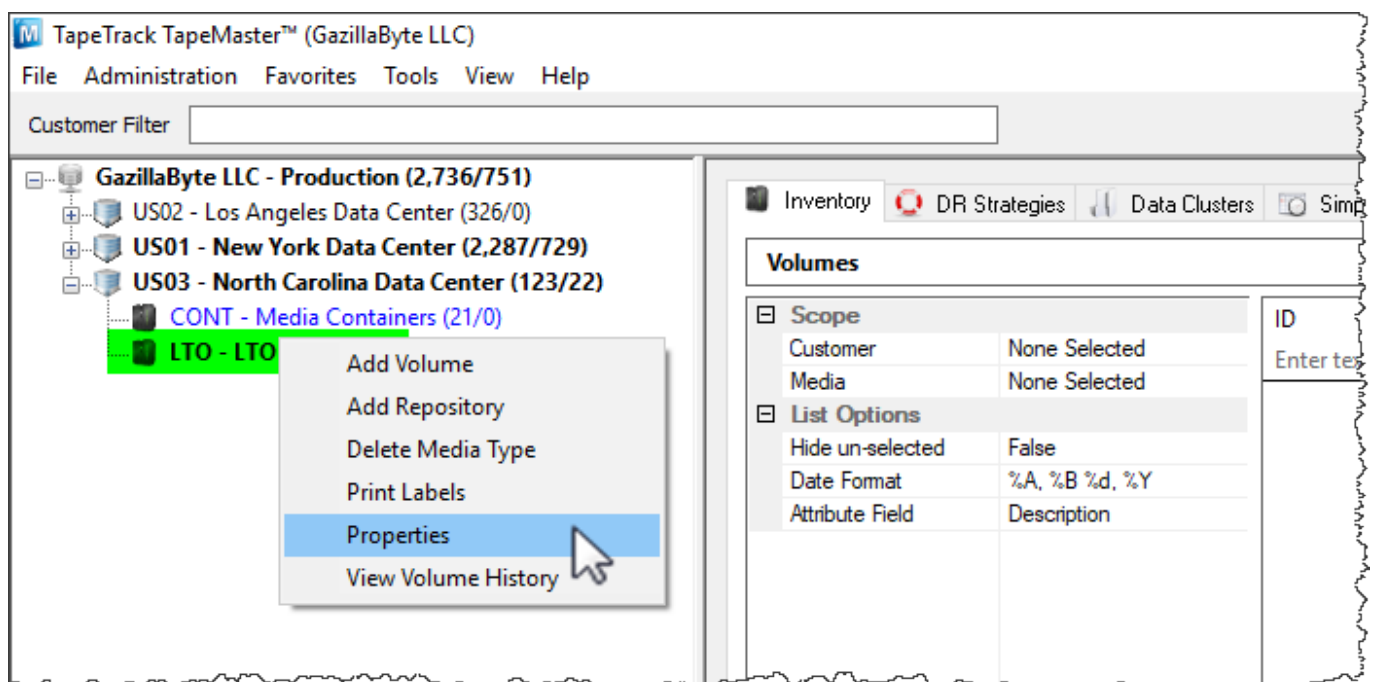 TapeTrack TapeMaster™ (GazillaByte LLC)
File Administration Favorites Tools View Help
Customer Filter
GazillaByte LLC - Production (2,736/751)
US02 - Los Angeles Data Center (326/0)
US01 - New York Data Center (2,287/729)
US03 - North Carolina Data Center (123/22)
CONT - Media Containers (21/0)
LTO - LTO
Add Volume
Add Repository
Delete Media Type
Print Labels
Properties
View Volume History
Inventory DR Strategies Data Clusters
Volumes
Scope
Customer None Selected
Media None Selected
List Options
Hide un-selected False
Date Format %A, %B %d, %Y
Attribute Field Description
ID
Enter